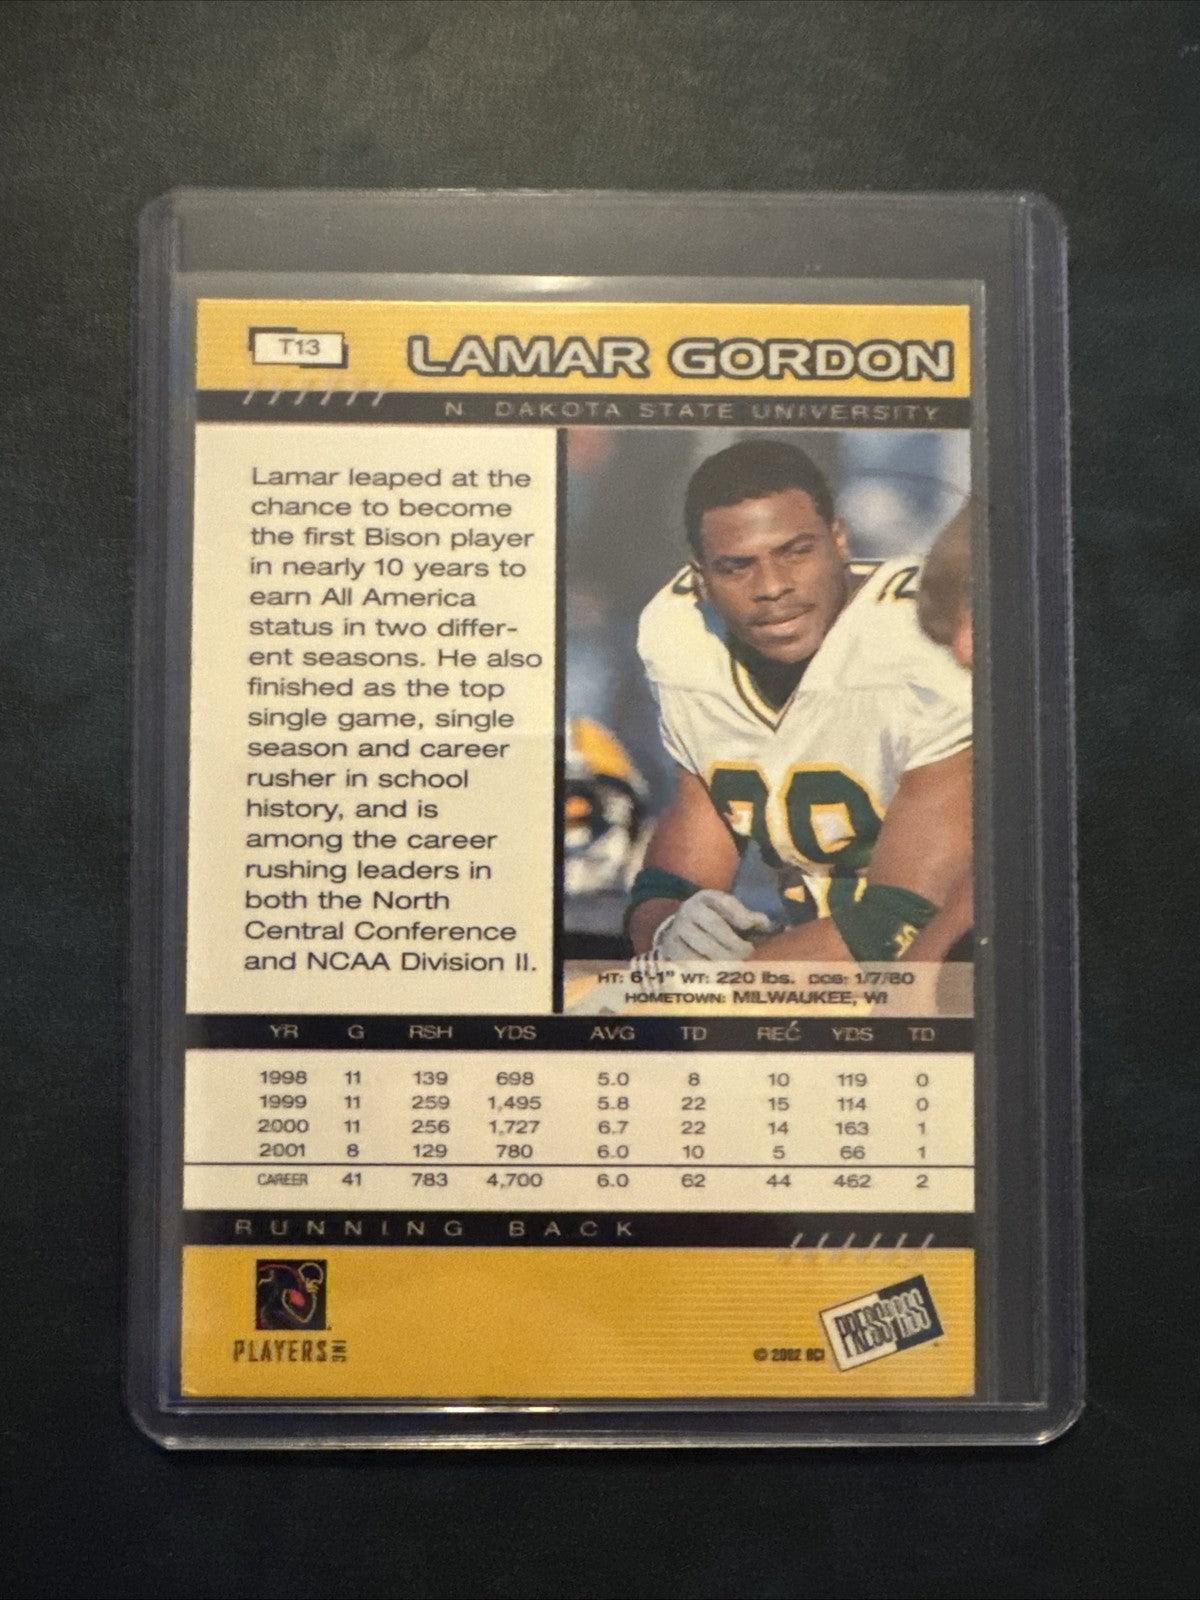 T13
LAMAR GORDON
N. DAKOTA STATE UNIVERSITY
Lamar leaped at the
chance to become
the first Bison player
in nearly 10 years to
earn All America
status in two differ-
ent seasons. He also
finished as the top
single game, single
season and career
rusher in school
history, and is
among the career
rushing leaders in
both the North
Central Conference
and NCAA Division II.
HT: 6'-1" WT: 220 lbs. DOB: 1/7/80
HOMETOWN: MILWAUKEE, WI
YR G RSH YDS AVG TD REC YDS TD
1998 11 139 698 5.0 8 10 119 0
1999 11 259 1,495 5.8 22 15 114 0
2000 11 256 1,727 6.7 22 14 163 1
2001 8 129 780 6.0 10 5 66 1
CAREER 41 783 4,700 6.0 62 44 462 2
RUNNING BACK
PLAYERS INC
© 2002 RCI
PRESS PASS